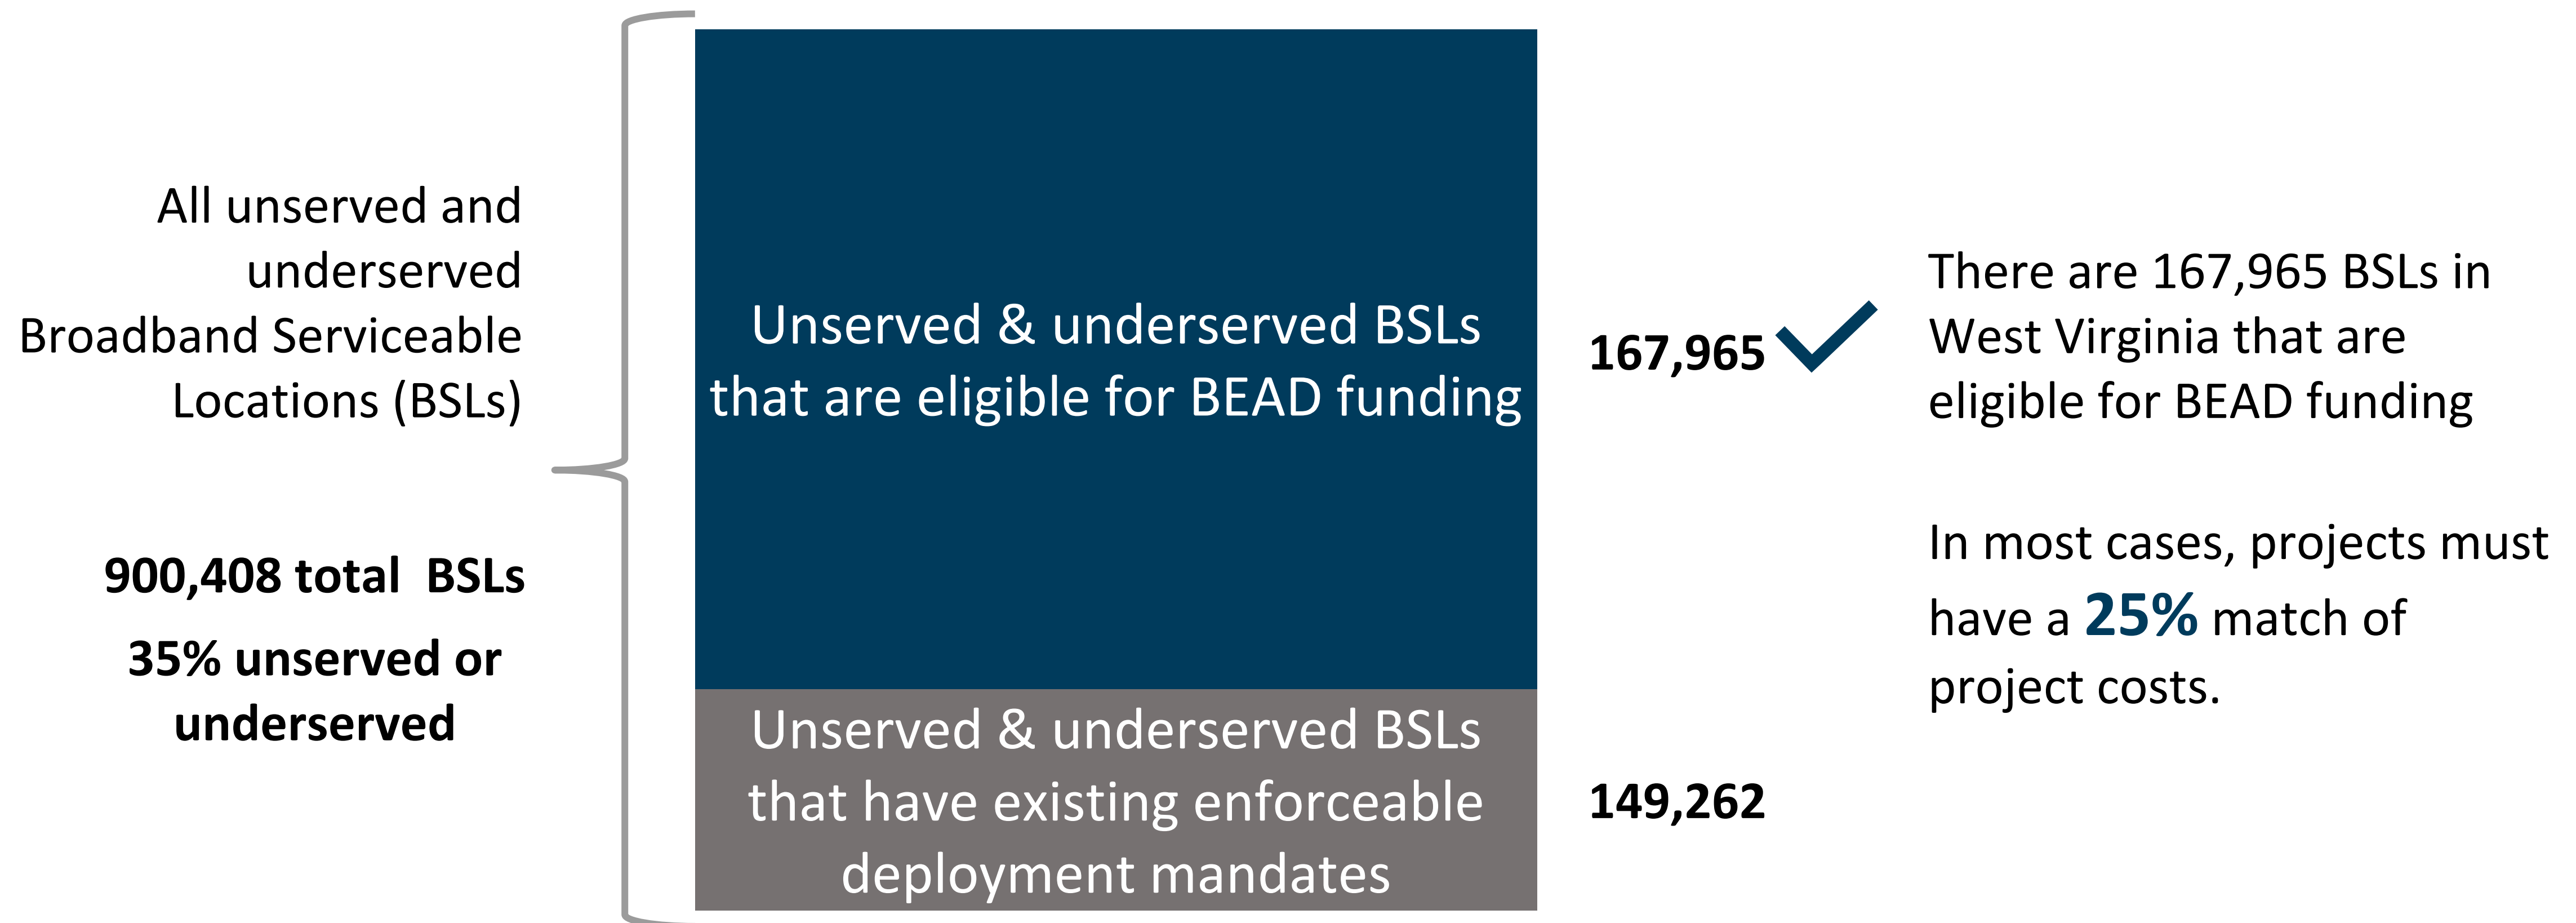 All unserved and
underserved
Broadband Serviceable
Locations (BSLs)
900,408 total  BSLs
35% unserved or
underserved
Unserved & underserved BSLs
that are eligible for BEAD funding
Unserved & underserved BSLs
that have existing enforceable
deployment mandates
167,965
149,262
There are 167,965 BSLs in
West Virginia that are
eligible for BEAD funding
In most cases, projects must
have a 25% match of
project costs.